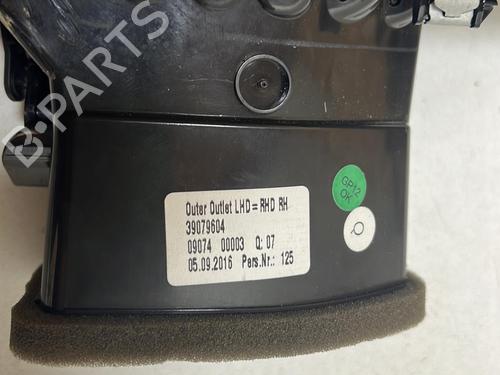 Outer Outlet LHD = RHD RH
39079604
09074 00003 Q: 07
05.09.2016 Pers.Nr.: 125
GP12
OK
B-Parts